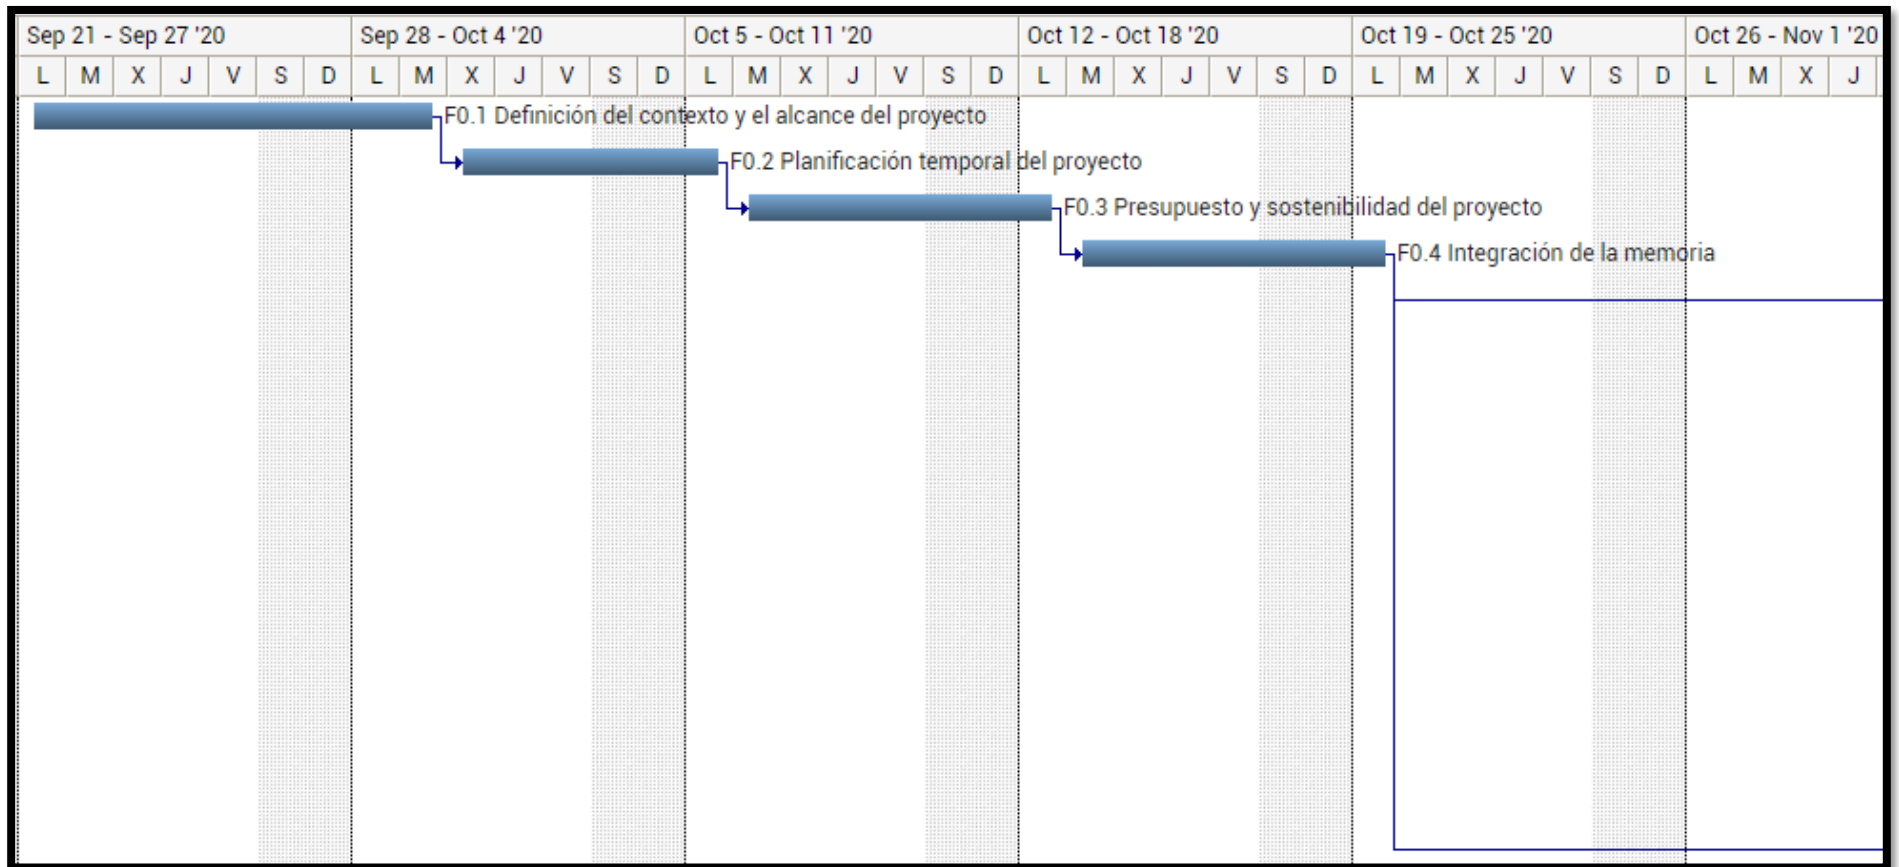 Sep 21 - Sep 27 '20 Sep 28 - Oct 4 '20 Oct 5 - Oct 11 '20 Oct 12 - Oct 18 '20 Oct 19 - Oct 25 '20 Oct 26 - Nov 1 '20
L M X J V S D L M X J V S D L M X J V S D L M X J V S D L M X J V S D L M X J
F0.1 Definición del contexto y el alcance del proyecto
F0.2 Planificación temporal del proyecto
F0.3 Presupuesto y sostenibilidad del proyecto
F0.4 Integración de la memoria